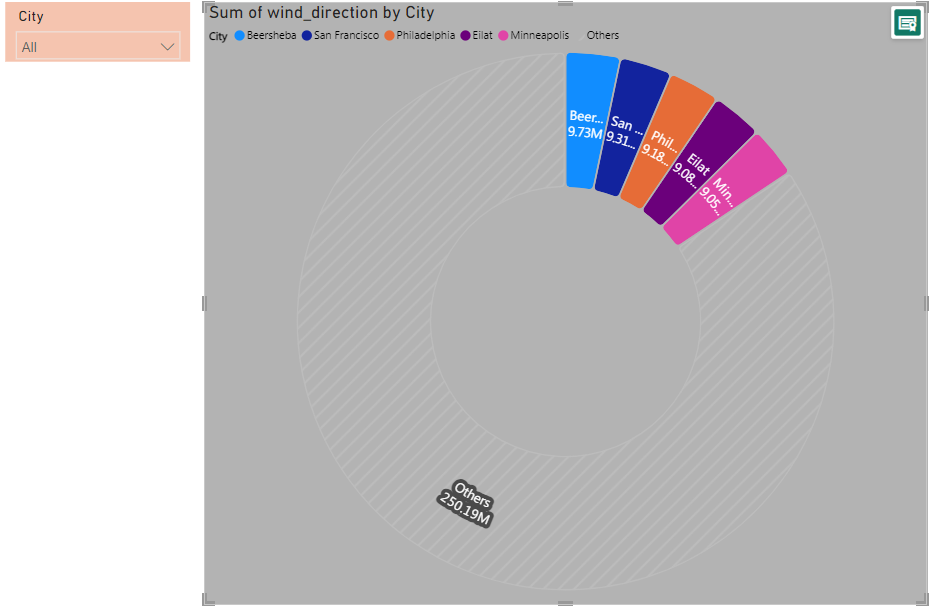 City
All
Sum of wind_direction by City
City Beersheba San Francisco Philadelphia Eilat Minneapolis Others
Beer...
9.73M
San ...
9.31...
Phil...
9.18...
Eilat
9.08...
Min...
9.05...
Others
250.19M